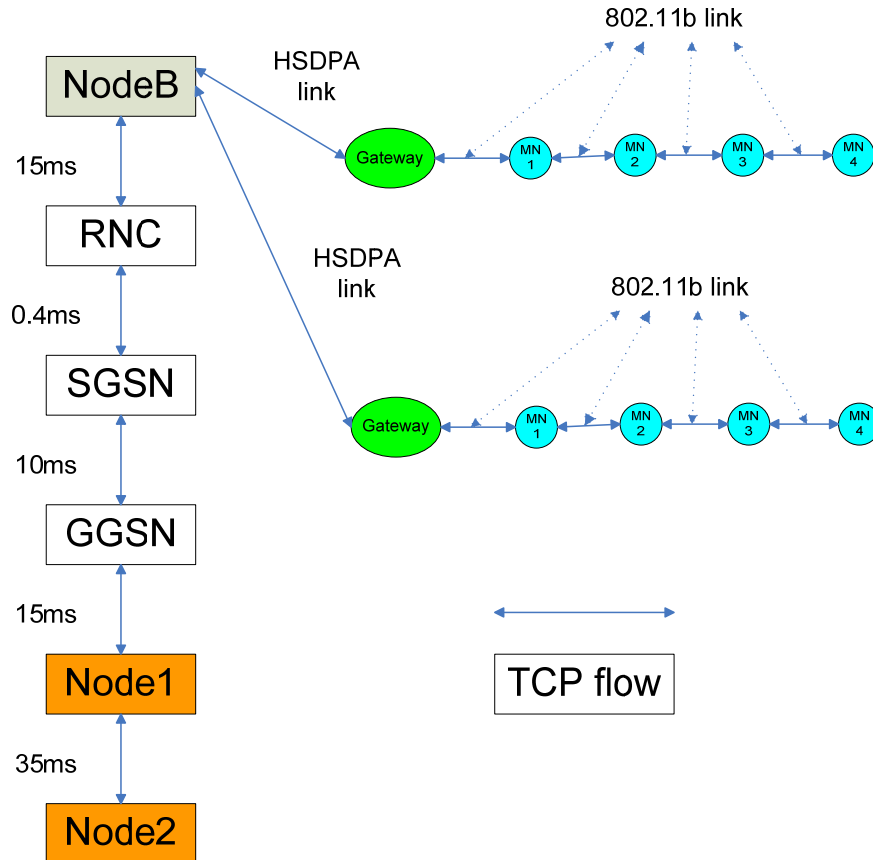 802.11b link
HSDPA
link
NodeB
Gateway
MN
1
MN
2
MN
3
MN
4
15ms
RNC
HSDPA
link
802.11b link
0.4ms
SGSN
Gateway
MN
1
MN
2
MN
3
MN
4
10ms
GGSN
15ms
Node1
TCP flow
35ms
Node2